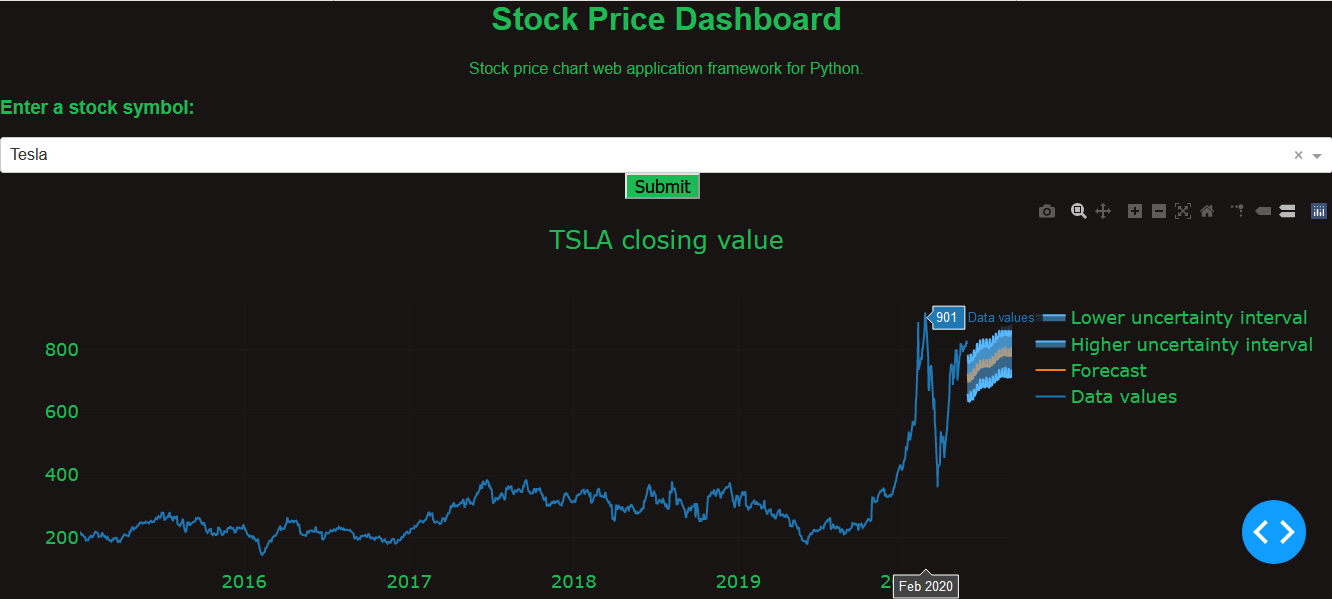 Stock Price Dashboard
Stock price chart web application framework for Python.
Enter a stock symbol:
Tesla
Submit
TSLA closing value
901 Data values
Lower uncertainty interval
Higher uncertainty interval
Forecast
Data values
800
600
400
200
2016 2017 2018 2019 2
Feb 2020